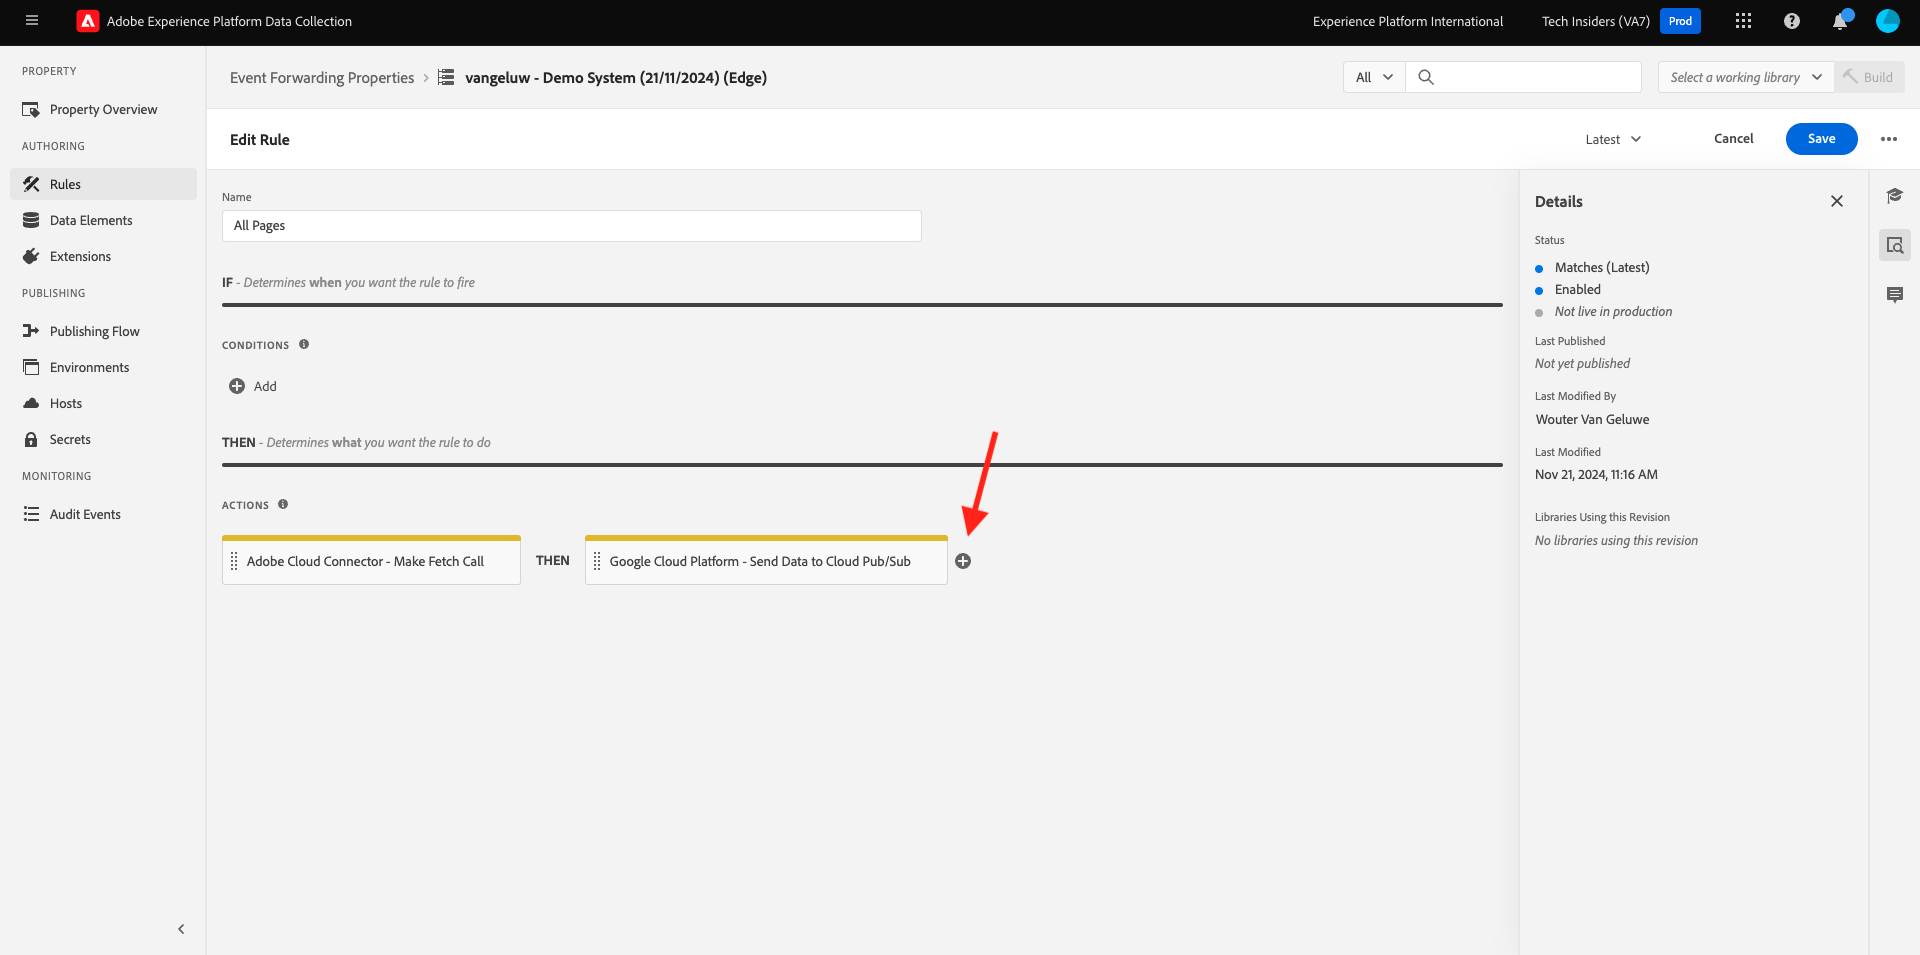 Adobe Experience Platform Data Collection
Experience Platform International
Tech Insiders (VA7)
Prod
PROPERTY
Property Overview
AUTHORING
Rules
Data Elements
Extensions
PUBLISHING
Publishing Flow
Environments
Hosts
Secrets
MONITORING
Audit Events
Event Forwarding Properties
vangeluw - Demo System (21/11/2024) (Edge)
All
Select a working library
Build
Edit Rule
Latest
Cancel
Save
Name
All Pages
IF - Determines when you want the rule to fire
CONDITIONS
Add
THEN - Determines what you want the rule to do
ACTIONS
Adobe Cloud Connector - Make Fetch Call
THEN
Google Cloud Platform - Send Data to Cloud Pub/Sub
Details
Status
Matches (Latest)
Enabled
Not live in production
Last Published
Not yet published
Last Modified By
Wouter Van Geluwe
Last Modified
Nov 21, 2024, 11:16 AM
Libraries Using this Revision
No libraries using this revision